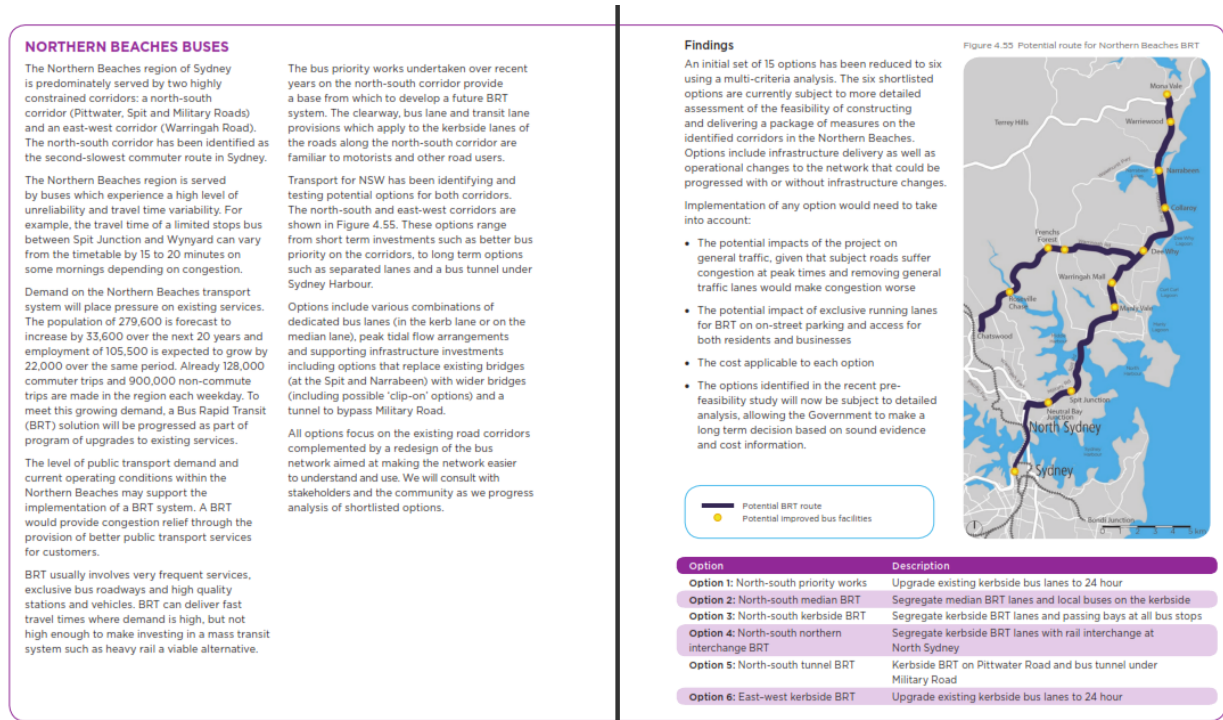 NORTHERN BEACHES BUSES
The Northern Beaches region of Sydney
is predominately served by two highly
constrained corridors: a north-south
corridor (Pittwater, Spit and Military Roads)
and an east-west corridor (Warringah Road).
The north-south corridor has been identified as
the second-slowest commuter route in Sydney.
The Northern Beaches region is served
by buses which experience a high level of
unreliability and travel time variability. For
example, the travel time of a limited stops bus
between Spit Junction and Wynyard can vary
from the timetable by 15 to 20 minutes on
some mornings depending on congestion.
Demand on the Northern Beaches transport
system will place pressure on existing services.
The population of 279,600 is forecast to
increase by 33,600 over the next 20 years and
employment of 105,500 is expected to grow by
22,000 over the same period. Already 128,000
commuter trips and 900,000 non-commute
trips are made in the region each weekday. To
meet this growing demand, a Bus Rapid Transit
(BRT) solution will be progressed as part of
program of upgrades to existing services.
The level of public transport demand and
current operating conditions within the
Northern Beaches may support the
implementation of a BRT system. A BRT
would provide congestion relief through the
provision of better public transport services
for customers.
BRT usually involves very frequent services,
exclusive bus roadways and high quality
stations and vehicles. BRT can deliver fast
travel times where demand is high, but not
high enough to make investing in a mass transit
system such as heavy rail a viable alternative.
The bus priority works undertaken over recent
years on the north-south corridor provide
a base from which to develop a future BRT
system. The clearway, bus lane and transit lane
provisions which apply to the kerbside lanes of
the roads along the north-south corridor are
familiar to motorists and other road users.
Transport for NSW has been identifying and
testing potential options for both corridors.
The north-south and east-west corridors are
shown in Figure 4.55. These options range
from short term investments such as better bus
priority on the corridors, to long term options
such as separated lanes and a bus tunnel under
Sydney Harbour.
Options include various combinations of
dedicated bus lanes (in the kerb lane or on the
median lane), peak tidal flow arrangements
and supporting infrastructure investments
including options that replace existing bridges
(at the Spit and Narrabeen) with wider bridges
(including possible 'clip-on' options) and a
tunnel to bypass Military Road.
All options focus on the existing road corridors
complemented by a redesign of the bus
network aimed at making the network easier
to understand and use. We will consult with
stakeholders and the community as we progress
analysis of shortlisted options.
Findings
An initial set of 15 options has been reduced to six
using a multi-criteria analysis. The six shortlisted
options are currently subject to more detailed
assessment of the feasibility of constructing
and delivering a package of measures on the
identified corridors in the Northern Beaches.
Options include infrastructure delivery as well as
operational changes to the network that could be
progressed with or without infrastructure changes.
Implementation of any option would need to take
into account:
• The potential impacts of the project on
general traffic, given that subject roads suffer
congestion at peak times and removing general
traffic lanes would make congestion worse
• The potential impact of exclusive running lanes
for BRT on on-street parking and access for
both residents and businesses
• The cost applicable to each option
• The options identified in the recent pre-
feasibility study will now be subject to detailed
analysis, allowing the Government to make a
long term decision based on sound evidence
and cost information.
Potential BRT route
Potential improved bus facilities
Figure 4.55 Potential route for Northern Beaches BRT
Mona Vale
Terrey Hills
Warriewood
Narrabeen
Collaroy
Frenchs
Forest
Dee Why
Warringah Mall
Roseville
Chase
Manly Vale
Chatswood
Spit Junction
Neutral Bay
Junction
North Sydney
Sydney
Bondi Junction
0 1 2 3 4 5 km
Option Description
Option 1: North-south priority works Upgrade existing kerbside bus lanes to 24 hour
Option 2: North-south median BRT Segregate median BRT lanes and local buses on the kerbside
Option 3: North-south kerbside BRT Segregate kerbside BRT lanes and passing bays at all bus stops
Option 4: North-south northern Segregate kerbside BRT lanes with rail interchange at
interchange BRT North Sydney
Option 5: North-south tunnel BRT Kerbside BRT on Pittwater Road and bus tunnel under
Military Road
Option 6: East-west kerbside BRT Upgrade existing kerbside bus lanes to 24 hour